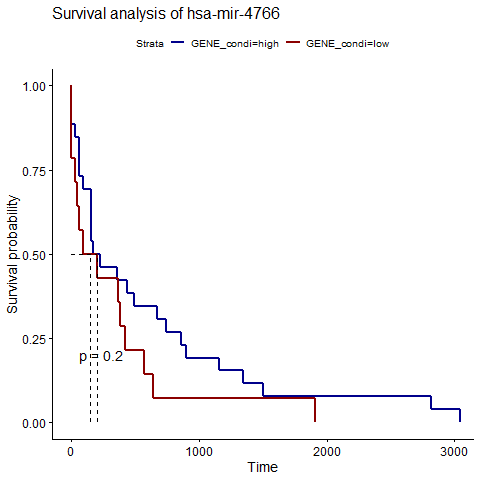 Survival analysis of hsa-mir-4766
Strata GENE_condi=high GENE_condi=low
Survival probability
1.00
0.75
0.50
0.25
0.00
p = 0.2
0 1000 2000 3000
Time